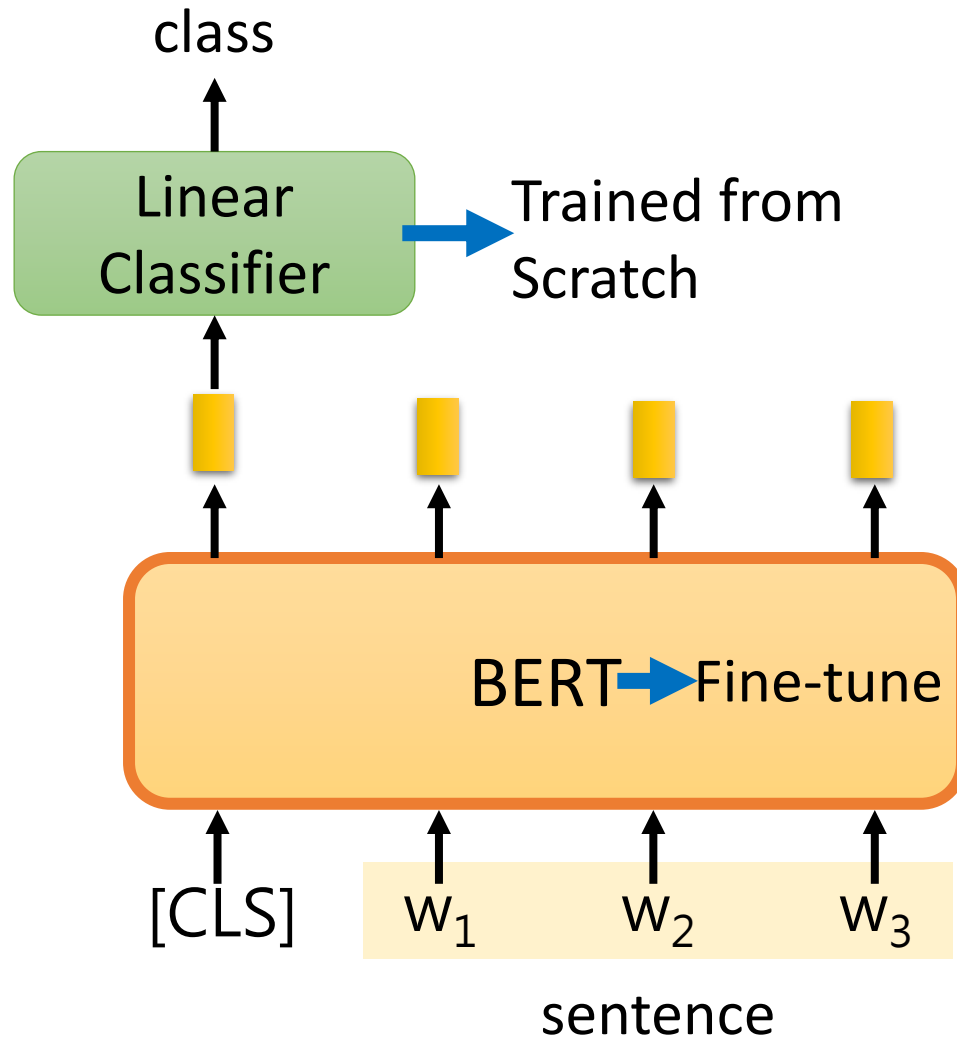 class
Linear
Classifier
Trained from
Scratch
BERT Fine-tune
[CLS] w₁ w₂ w₃
sentence